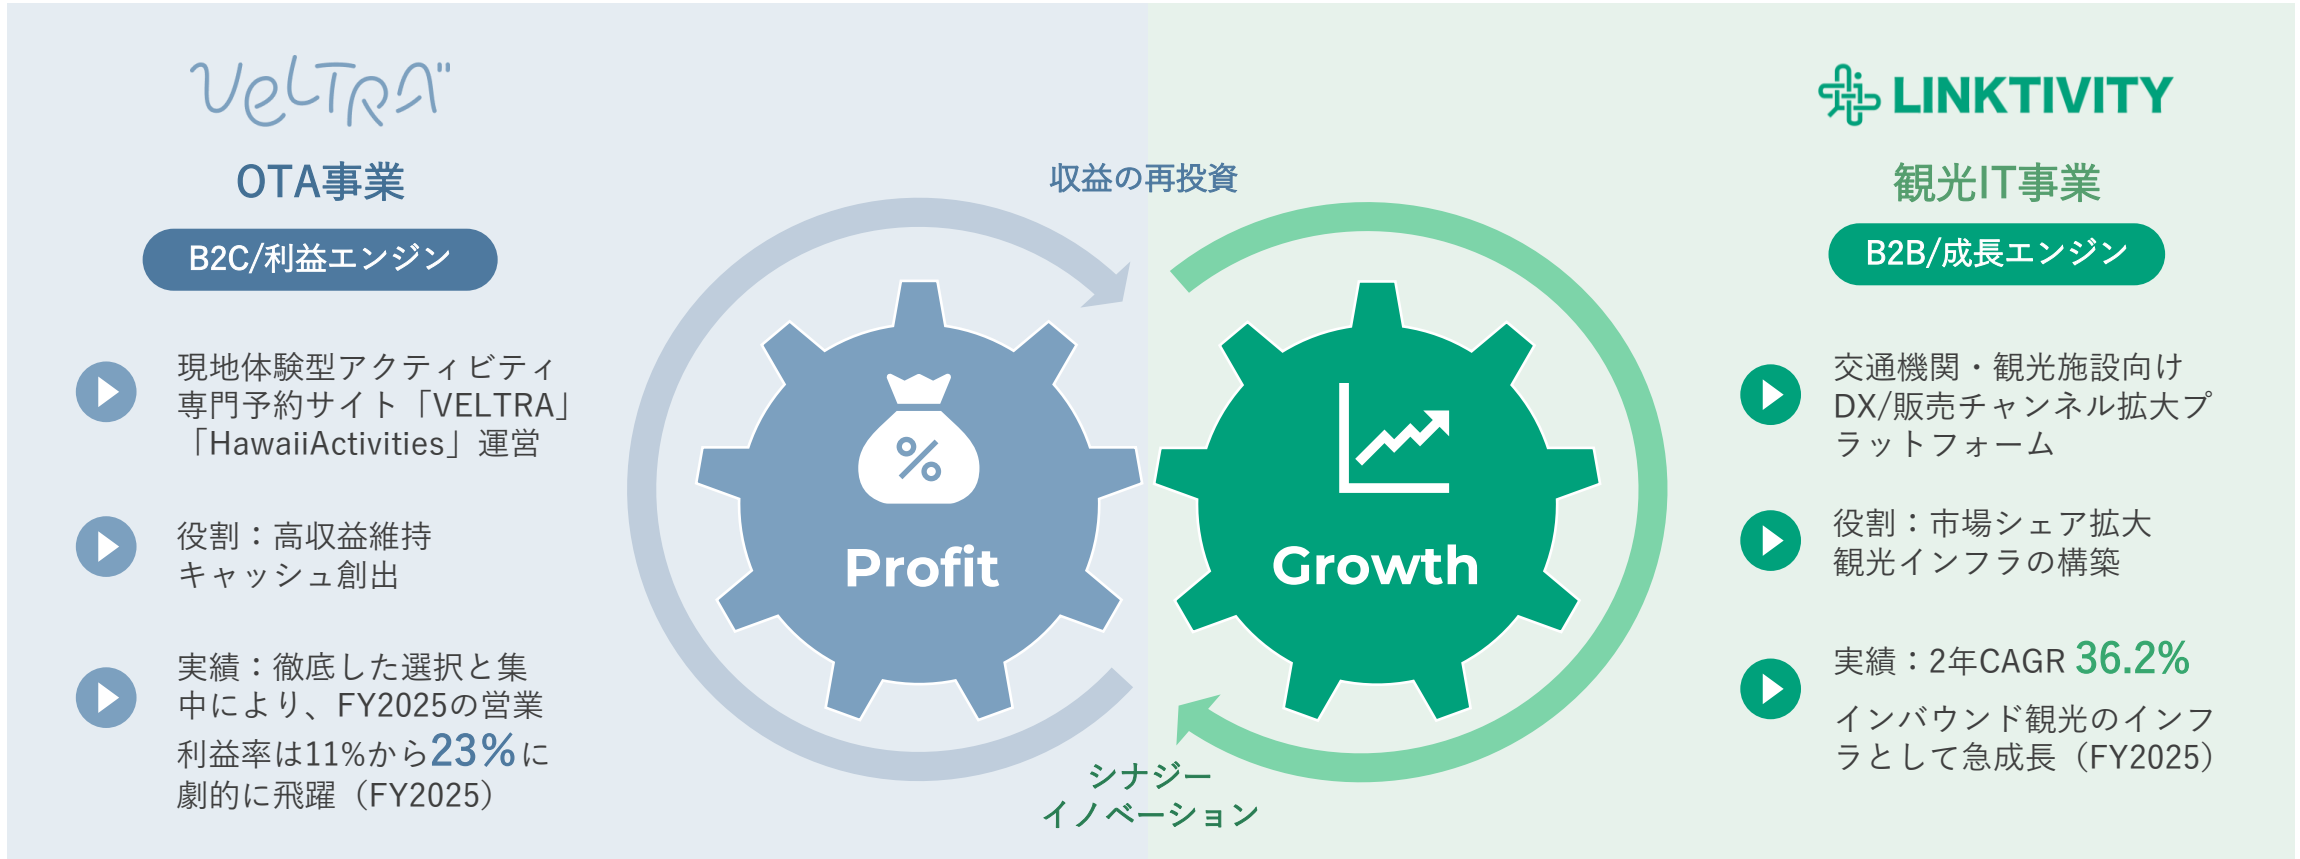 VELTRA
OTA事業
B2C/利益エンジン
現地体験型アクティビティ
専門予約サイト「VELTRA」
「HawaiiActivities」運営
役割：高収益維持
キャッシュ創出
実績：徹底した選択と集
中により、FY2025の営業
利益率は11%から23%に
劇的に飛躍（FY2025）
収益の再投資
%
Profit
Growth
シナジー
イノベーション
LINKTIVITY
観光IT事業
B2B/成長エンジン
交通機関・観光施設向け
DX/販売チャンネル拡大プ
ラットフォーム
役割：市場シェア拡大
観光インフラの構築
実績：2年CAGR 36.2%
インバウンド観光のインフ
ラとして急成長（FY2025）